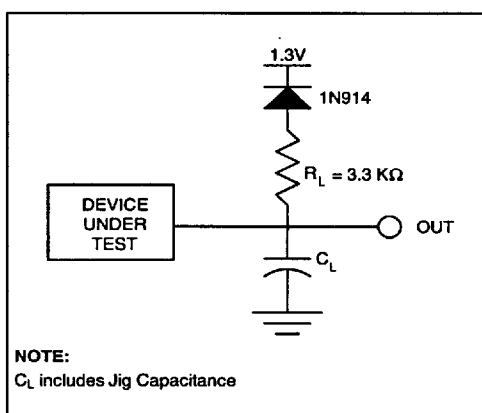 1.3V
1N914
R_L = 3.3 KΩ
DEVICE
UNDER
TEST
OUT
C_L
NOTE:
C_L includes Jig Capacitance